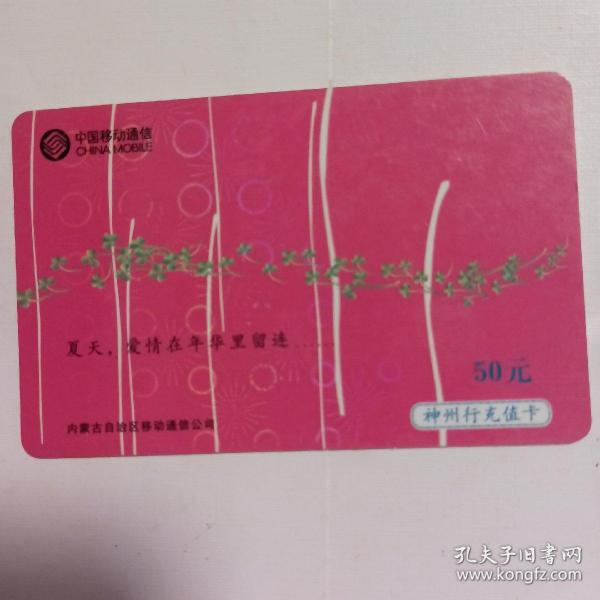 中国移动通信
CHINA MOBILE
夏天，爱情在年华里留连……
50元
神州行充值卡
内蒙古自治区移动通信公司
孔夫子旧书网
www.kongfz.com